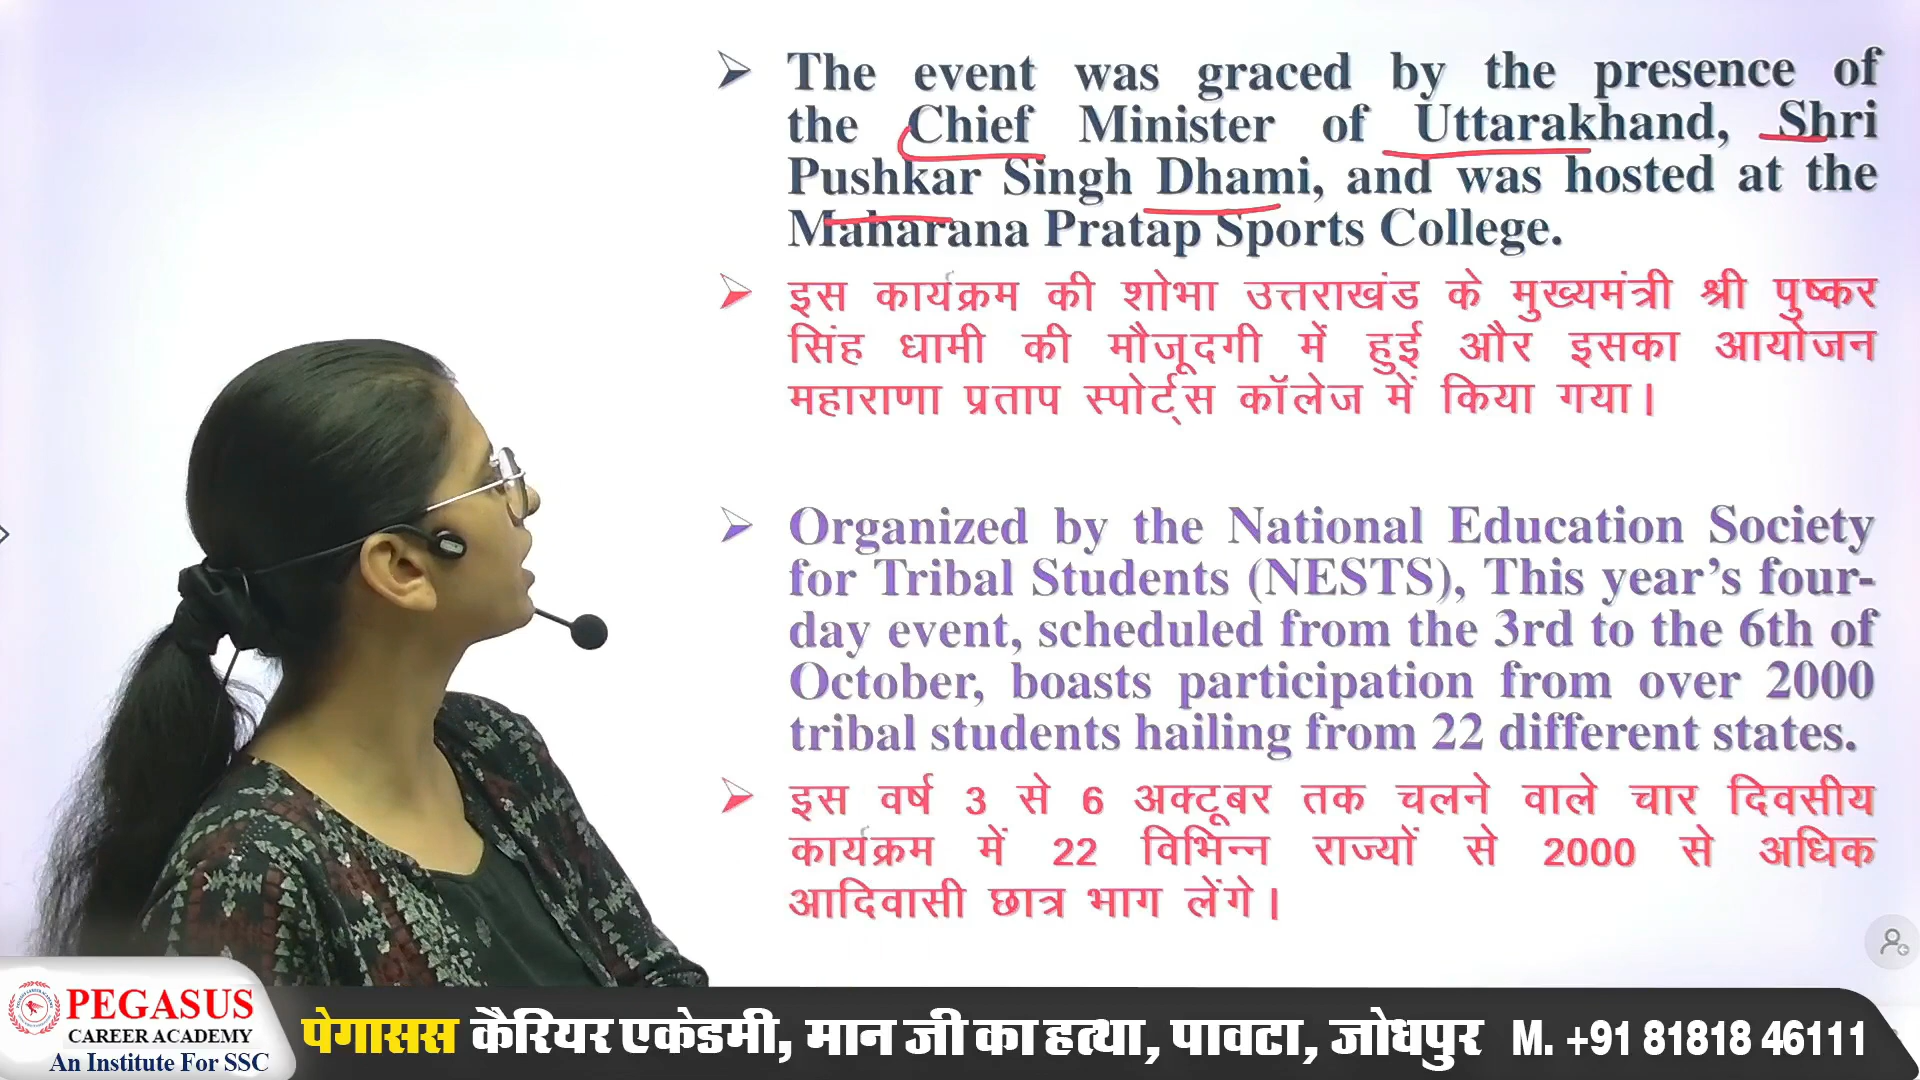 The event was graced by the presence of
the Chief Minister of Uttarakhand, Shri
Pushkar Singh Dhami, and was hosted at the
Maharana Pratap Sports College.
इस कार्यक्रम की शोभा उत्तराखंड के मुख्यमंत्री श्री पुष्कर
सिंह धामी की मौजूदगी में हुई और इसका आयोजन
महाराणा प्रताप स्पोर्ट्स कॉलेज में किया गया।
Organized by the National Education Society
for Tribal Students (NESTS), This year’s four-
day event, scheduled from the 3rd to the 6th of
October, boasts participation from over 2000
tribal students hailing from 22 different states.
इस वर्ष 3 से 6 अक्टूबर तक चलने वाले चार दिवसीय
कार्यक्रम में 22 विभिन्न राज्यों से 2000 से अधिक
आदिवासी छात्र भाग लेंगे।
PEGASUS
CAREER ACADEMY
An Institute For SSC
पेगासस कैरियर एकेडमी, मान जी का हत्था, पावटा, जोधपुर M. +91 81818 46111